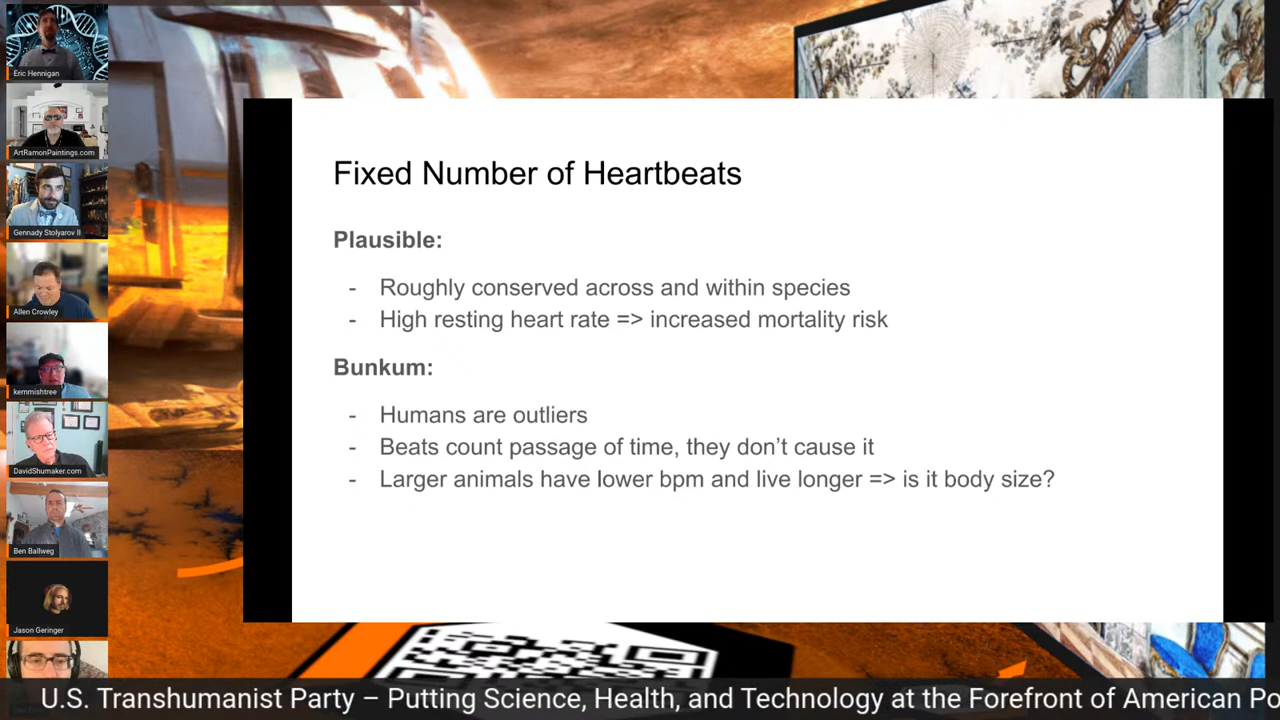 Eric Hennigan
ArtRamonPaintings.com
Gennady Stolyarov II
Allen Crowley
kemmishtree
DavidShumaker.com
Ben Ballweg
Jason Geringer
Fixed Number of Heartbeats
Plausible:
- Roughly conserved across and within species
- High resting heart rate => increased mortality risk
Bunkum:
- Humans are outliers
- Beats count passage of time, they don't cause it
- Larger animals have lower bpm and live longer => is it body size?
U.S. Transhumanist Party – Putting Science, Health, and Technology at the Forefront of American Po